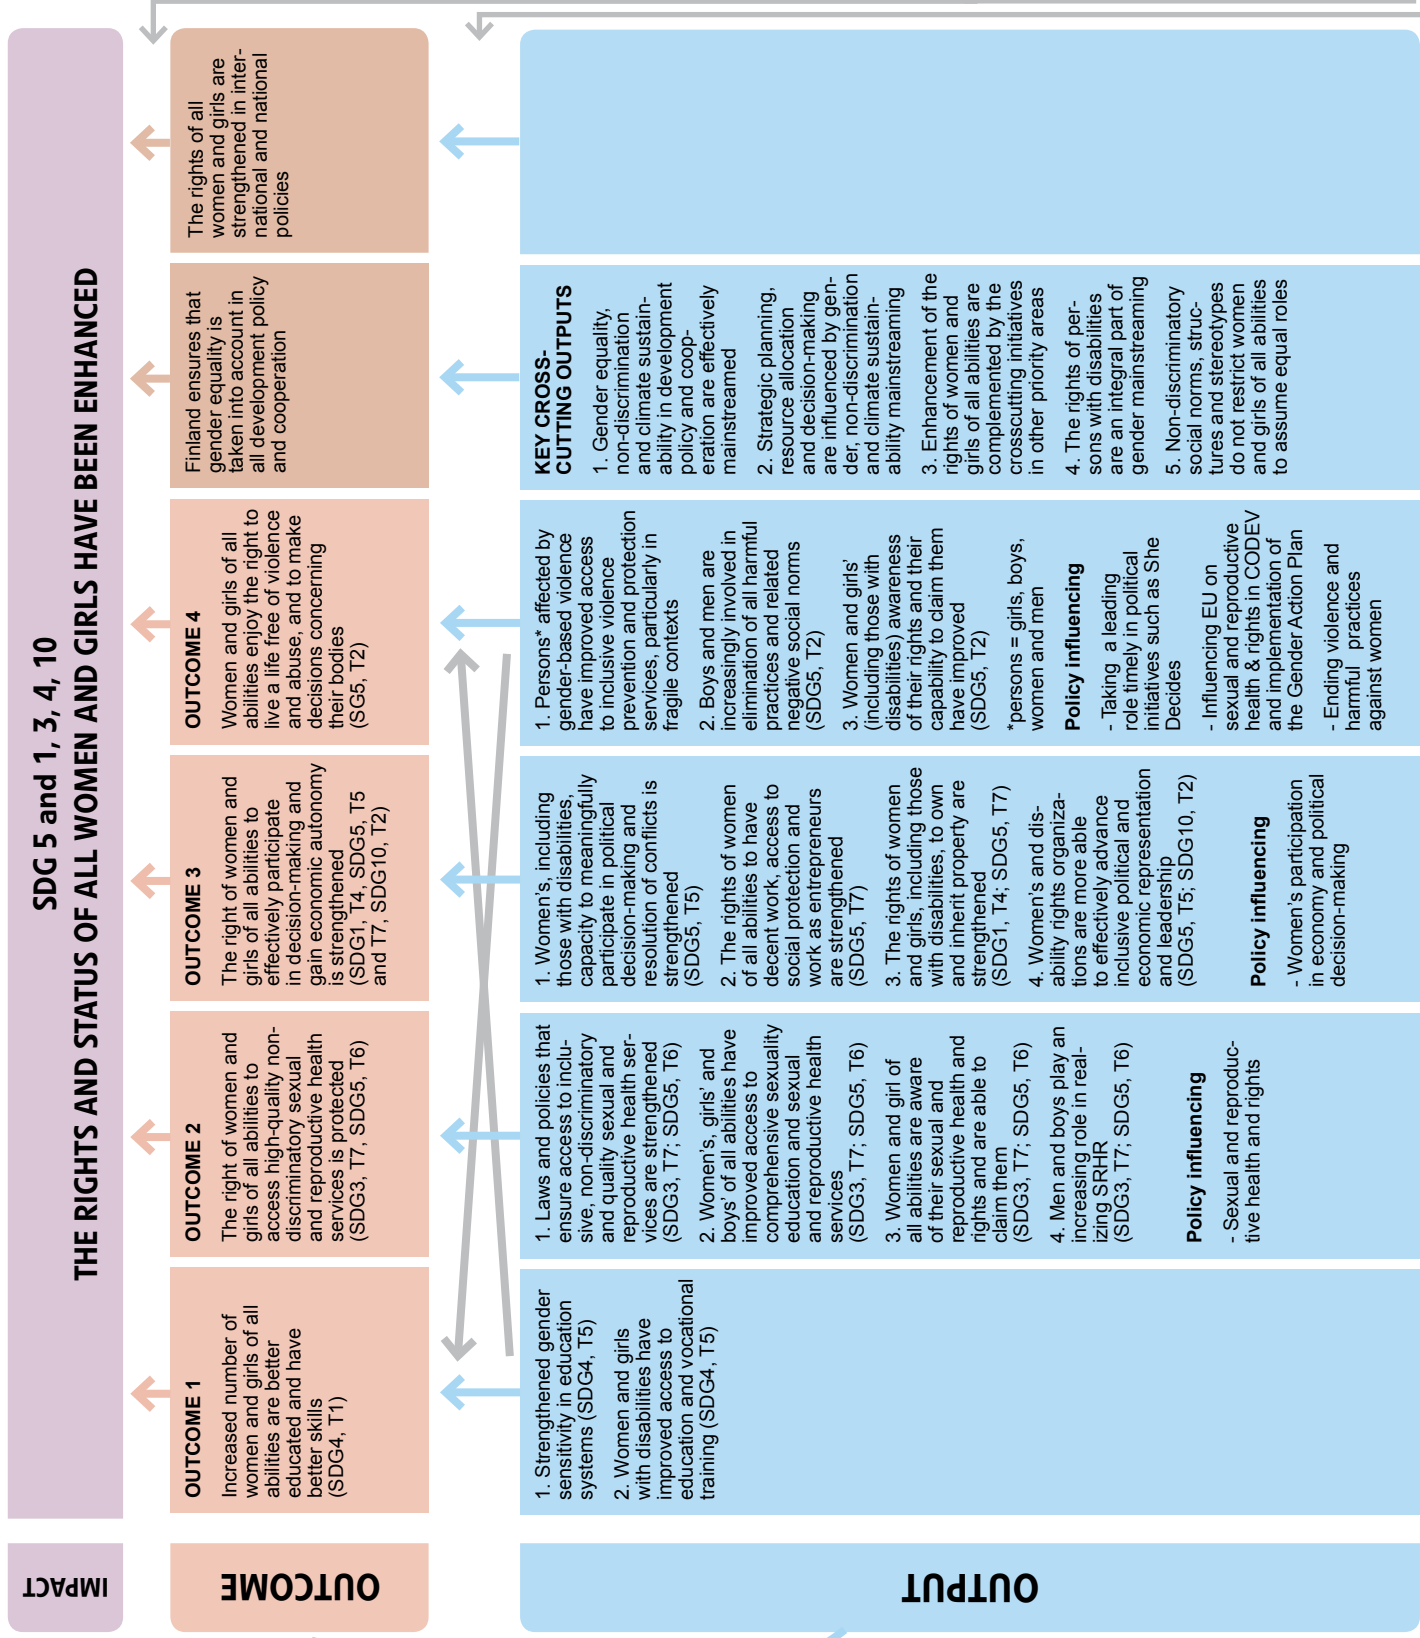 IMPACT
SDG 5 and 1, 3, 4, 10
THE RIGHTS AND STATUS OF ALL WOMEN AND GIRLS HAVE BEEN ENHANCED
OUTCOME
OUTCOME 1
Increased number of
women and girls of all
abilities are better
educated and have
better skills
(SDG4, T1)
OUTCOME 2
The right of women and
girls of all abilities to
access high-quality non-
discriminatory sexual
and reproductive health
services is protected
(SDG3, T7, SDG5, T6)
OUTCOME 3
The right of women and
girls of all abilities to
effectively participate
in decision-making and
gain economic autonomy
is strengthened
(SDG1, T4, SDG5, T5
and T7, SDG10, T2)
OUTCOME 4
Women and girls of all
abilities enjoy the right to
live a life free of violence
and abuse, and to make
decisions concerning
their bodies
(SG5, T2)
Finland ensures that
gender equality is
taken into account in
all development policy
and cooperation
The rights of all
women and girls are
strengthened in inter-
national and national
policies
OUTPUT
1. Strengthened gender
sensitivity in education
systems (SDG4, T5)
2. Women and girls
with disabilities have
improved access to
education and vocational
training (SDG4, T5)
1. Laws and policies that
ensure access to inclu-
sive, non-discriminatory
and quality sexual and
reproductive health ser-
vices are strengthened
(SDG3, T7; SDG5, T6)
2. Women's, girls' and
boys' of all abilities have
improved access to
comprehensive sexuality
education and sexual
and reproductive health
services
(SDG3, T7; SDG5, T6)
3. Women and girl of
all abilities are aware
of their sexual and
reproductive health and
rights and are able to
claim them
(SDG3, T7; SDG5, T6)
4. Men and boys play an
increasing role in real-
izing SRHR
(SDG3, T7; SDG5, T6)
Policy influencing
- Sexual and reproduc-
tive health and rights
1. Women's, including
those with disabilities,
capacity to meaningfully
participate in political
decision-making and
resolution of conflicts is
strengthened
(SDG5, T5)
2. The rights of women
of all abilities to have
decent work, access to
social protection and
work as entrepreneurs
are strengthened
(SDG5, T7)
3. The rights of women
and girls, including those
with disabilities, to own
and inherit property are
strengthened
(SDG1, T4; SDG5, T7)
4. Women's and dis-
ability rights organiza-
tions are more able
to effectively advance
inclusive political and
economic representation
and leadership
(SDG5, T5; SDG10, T2)
Policy influencing
- Women's participation
in economy and political
decision-making
1. Persons* affected by
gender-based violence
have improved access
to inclusive violence
prevention and protection
services, particularly in
fragile contexts
2. Boys and men are
increasingly involved in
elimination of all harmful
practices and related
negative social norms
(SDG5, T2)
3. Women and girls'
(including those with
disabilities) awareness
of their rights and their
capability to claim them
have improved
(SDG5, T2)
*persons = girls, boys,
women and men
Policy influencing
- Taking a leading
role timely in political
initiatives such as She
Decides
- Influencing EU on
sexual and reproductive
health & rights in CODEV
and implementation of
the Gender Action Plan
- Ending violence and
harmful practices
against women
KEY CROSS-
CUTTING OUTPUTS
1. Gender equality,
non-discrimination
and climate sustain-
ability in development
policy and coop-
eration are effectively
mainstreamed
2. Strategic planning,
resource allocation
and decision-making
are influenced by gen-
der, non-discrimination
and climate sustain-
ability mainstreaming
3. Enhancement of the
rights of women and
girls of all abilities are
complemented by the
crosscutting initiatives
in other priority areas
4. The rights of per-
sons with disabilities
are an integral part of
gender mainstreaming
5. Non-discriminatory
social norms, struc-
tures and stereotypes
do not restrict women
and girls of all abilities
to assume equal roles